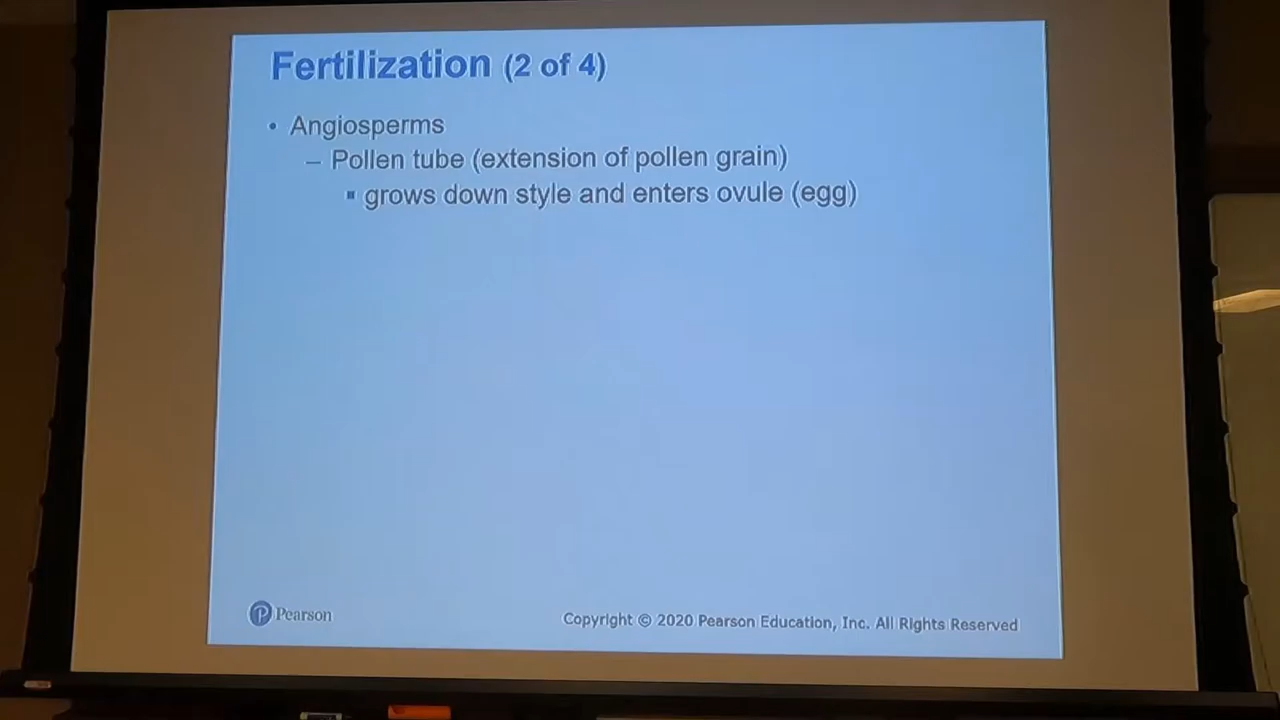 Fertilization (2 of 4)
• Angiosperms
– Pollen tube (extension of pollen grain)
▪ grows down style and enters ovule (egg)
Pearson
Copyright © 2020 Pearson Education, Inc. All Rights Reserved